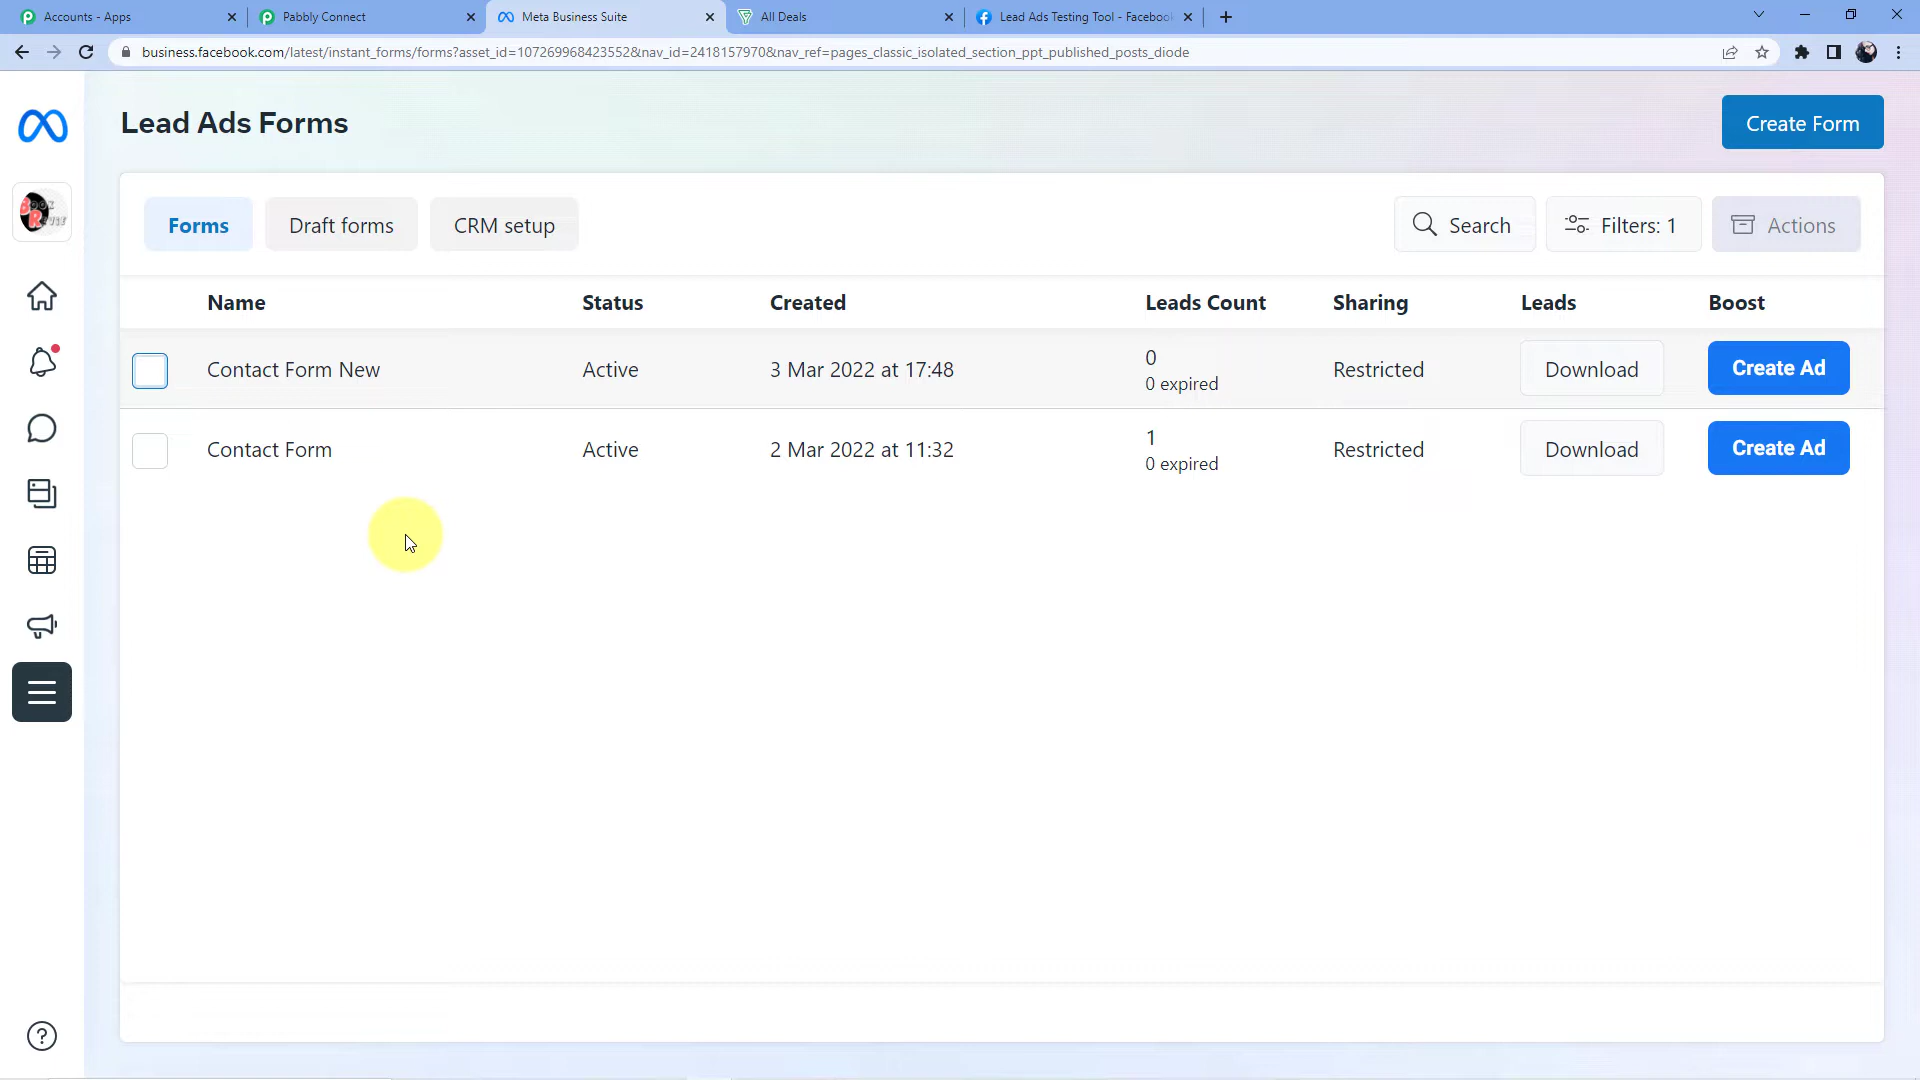 Accounts - Apps
Pabbly Connect
Meta Business Suite
All Deals
Lead Ads Testing Tool - Facebook
business.facebook.com/latest/instant_forms/forms?asset_id=107269968423552&nav_id=2418157970&nav_ref=pages_classic_isolated_section_ppt_published_posts_diode
Lead Ads Forms
Create Form
Forms
Draft forms
CRM setup
Search
Filters: 1
Actions
Name Status Created Leads Count Sharing Leads Boost
Contact Form New Active 3 Mar 2022 at 17:48 0 Restricted Download Create Ad
0 expired
Contact Form Active 2 Mar 2022 at 11:32 1 Restricted Download Create Ad
0 expired